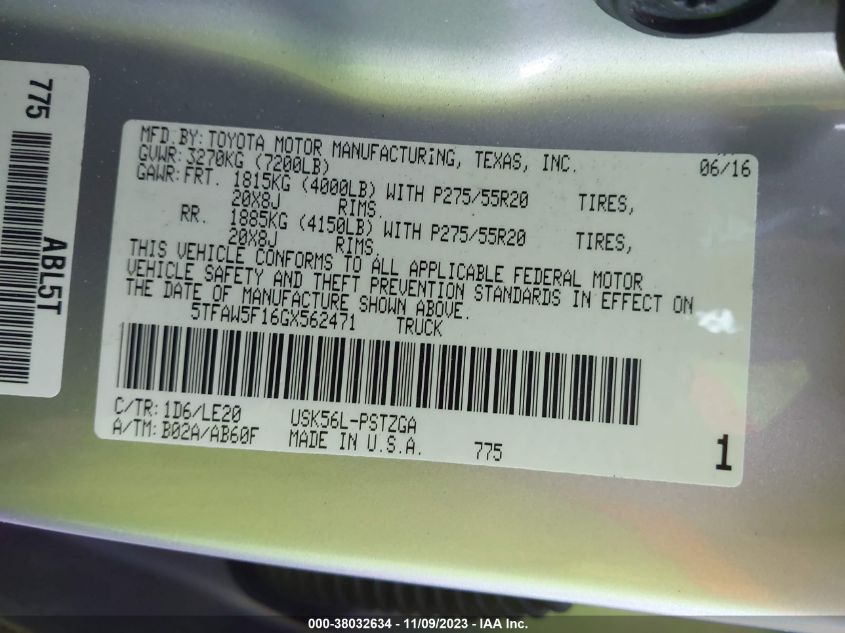 775
ABL5T
MFD.BY:TOYOTA MOTOR MANUFACTURING, TEXAS, INC. 06/16
GVWR:3270KG (7200LB)
GAWR:FRT. 1815KG (4000LB) WITH P275/55R20 TIRES,
20X8J RIMS.
RR. 1885KG (4150LB) WITH P275/55R20 TIRES,
20X8J RIMS.
THIS VEHICLE CONFORMS TO ALL APPLICABLE FEDERAL MOTOR
VEHICLE SAFETY AND THEFT PREVENTION STANDARDS IN EFFECT ON
THE DATE OF MANUFACTURE SHOWN ABOVE.
5TFAW5F16GX562471 TRUCK
C/TR:1D6/LE20 USK56L-PSTZGA
A/TM:B02A/AB60F MADE IN U.S.A. 775 1
000-38032634 - 11/09/2023 - IAA Inc.